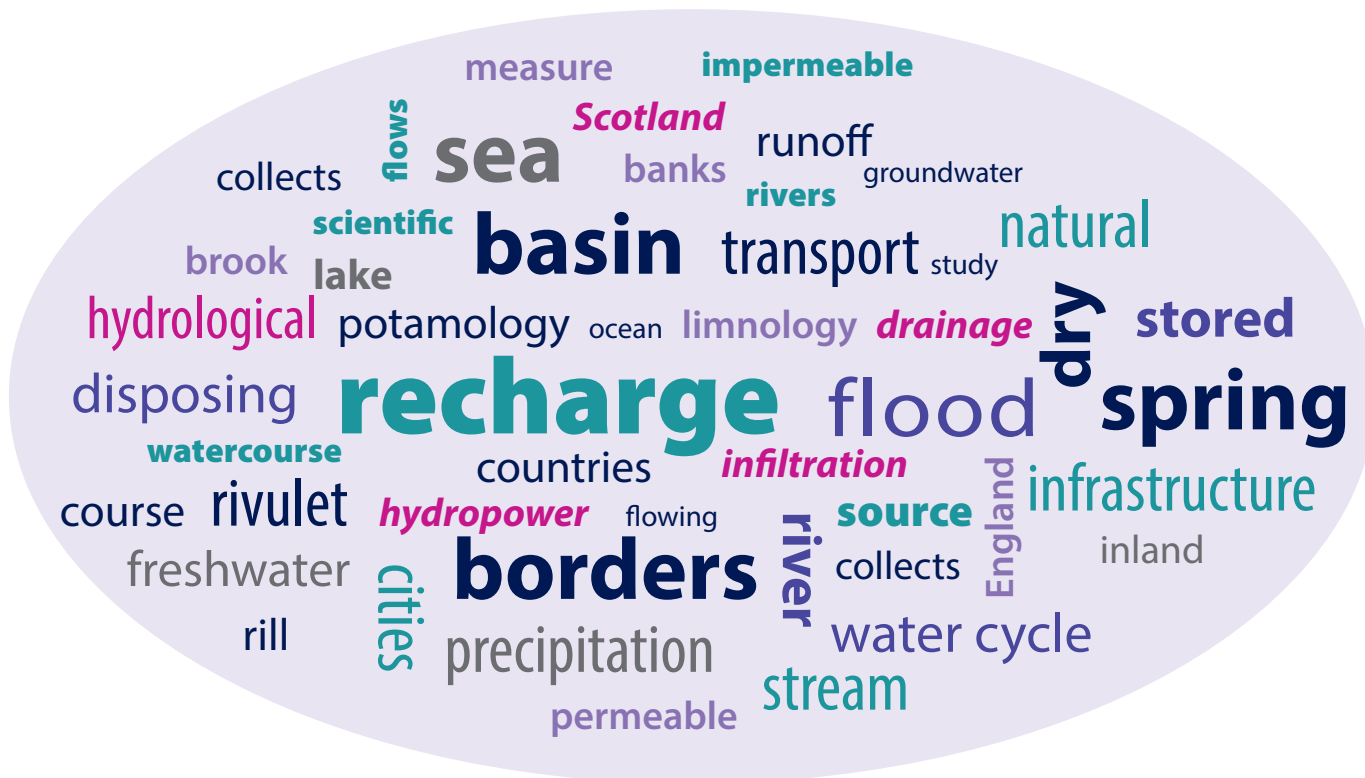 measure
impermeable
flows
Scotland
sea
runoff
collects
banks
groundwater
rivers
scientific
natural
basin
transport
study
brook
lake
hydrological
potamology
ocean
limnology
drainage
dry
stored
disposing
recharge
flood
spring
watercourse
countries
infiltration
infrastructure
course
rivulet
hydropower
flowing
river
source
England
inland
freshwater
cities
borders
collects
rill
precipitation
water cycle
stream
permeable